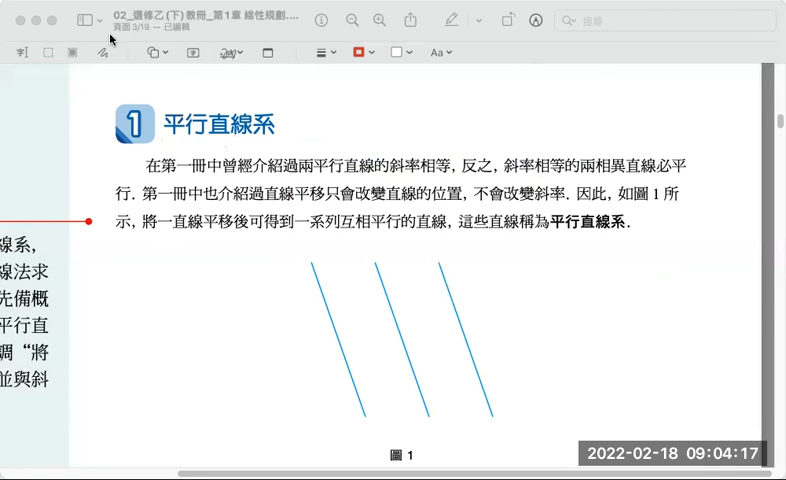 02_選修乙(下)教冊_第1章 線性規劃....
頁面 3/19 — 已編輯
搜尋
Aa
1 平行直線系
在第一冊中曾經介紹過兩平行直線的斜率相等, 反之, 斜率相等的兩相異直線必平
行. 第一冊中也介紹過直線平移只會改變直線的位置, 不會改變斜率. 因此, 如圖 1 所
示, 將一直線平移後可得到一系列互相平行的直線, 這些直線稱為平行直線系.
線系,
線法求
先備概
平行直
調 “將
並與斜
圖 1
2022-02-18 09:04:17